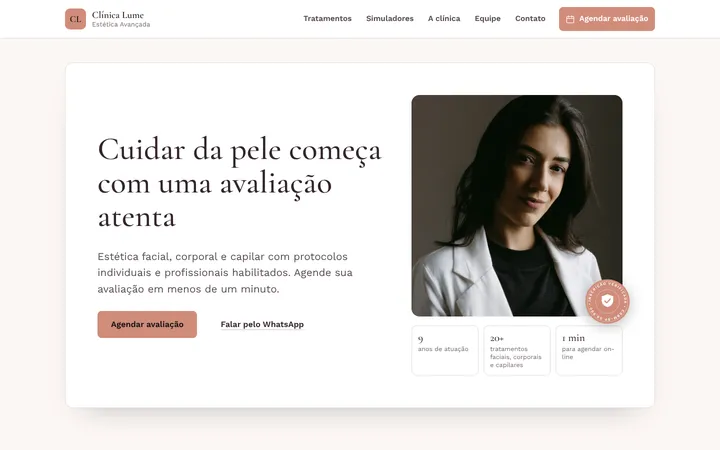 CL
Clínica Lume
Estética Avançada
Tratamentos
Simuladores
A clínica
Equipe
Contato
Agendar avaliação
Cuidar da pele começa
com uma avaliação
atenta
Estética facial, corporal e capilar com protocolos
individuais e profissionais habilitados. Agende sua
avaliação em menos de um minuto.
Agendar avaliação
Falar pelo WhatsApp
9
anos de atuação
20+
tratamentos
faciais, corporais
e capilares
1 min
para agendar on-
line